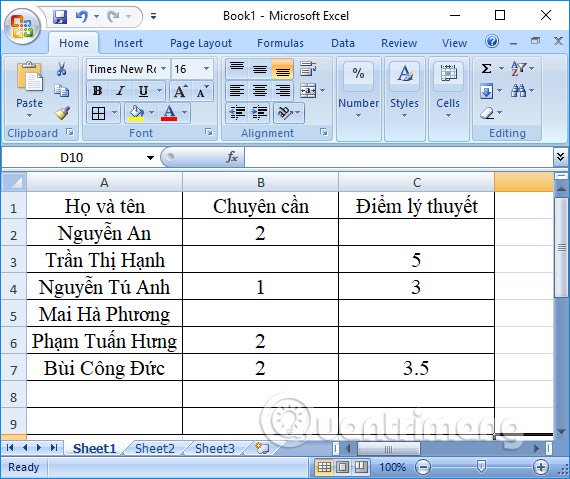 Book1 - Microsoft Excel
Home Insert Page Layout Formulas Data Review View
Paste
Clipboard
Times New Ro 16
B I U A A
A
Font
Alignment
%
Number
Styles
Cells
Σ
Editing
D10 fx
A B C
1 Họ và tên Chuyên cần Điểm lý thuyết
2 Nguyễn An 2
3 Trần Thị Hạnh 5
4 Nguyễn Tú Anh 1 3
5 Mai Hà Phương
6 Phạm Tuấn Hưng 2
7 Bùi Công Đức 2 3.5
8
9
Quantrimang
Sheet1 Sheet2 Sheet3
Ready 100%